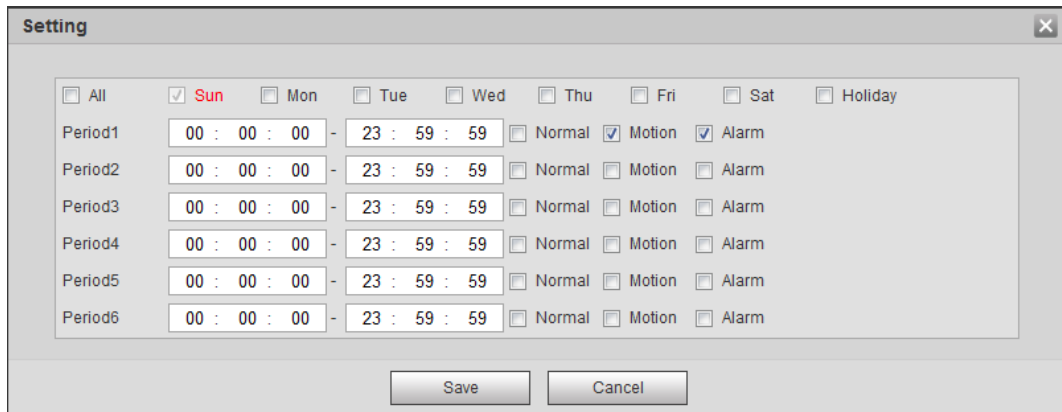 Setting
All Sun Mon Tue Wed Thu Fri Sat Holiday
Period1 00 : 00 : 00 - 23 : 59 : 59 Normal Motion Alarm
Period2 00 : 00 : 00 - 23 : 59 : 59 Normal Motion Alarm
Period3 00 : 00 : 00 - 23 : 59 : 59 Normal Motion Alarm
Period4 00 : 00 : 00 - 23 : 59 : 59 Normal Motion Alarm
Period5 00 : 00 : 00 - 23 : 59 : 59 Normal Motion Alarm
Period6 00 : 00 : 00 - 23 : 59 : 59 Normal Motion Alarm
Save Cancel